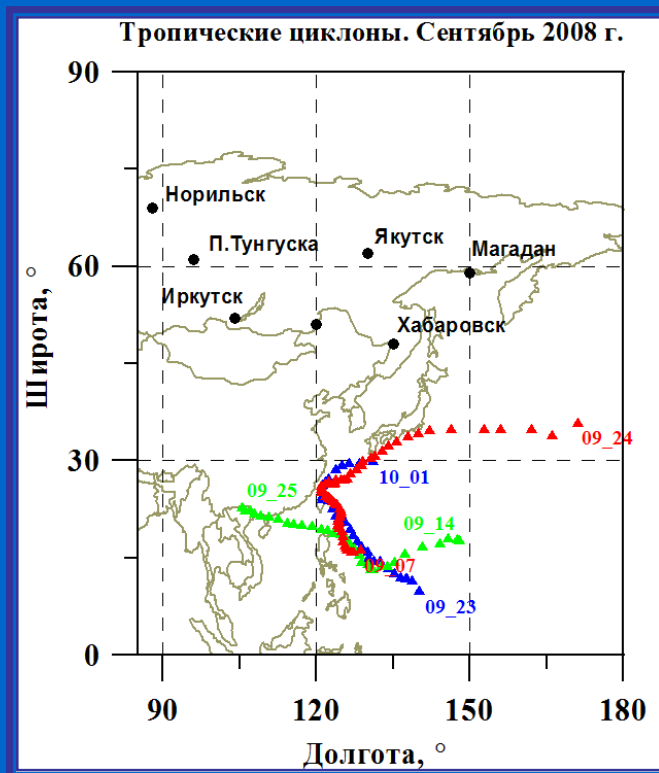 Тропические циклоны. Сентябрь 2008 г.
90
Норильск
П.Тунгуска
Якутск
Магадан
60
Иркутск
Хабаровск
Широта, °
09_24
30
10_01
09_25
09_14
09_07
09_23
0
90
120
150
180
Долгота, °